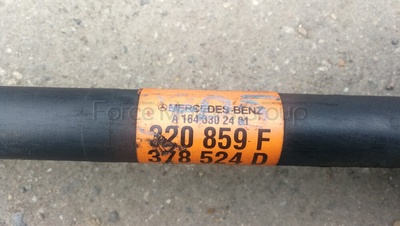 MERCEDES-BENZ
A 164 330 24 01
320 859 F
378 524 D